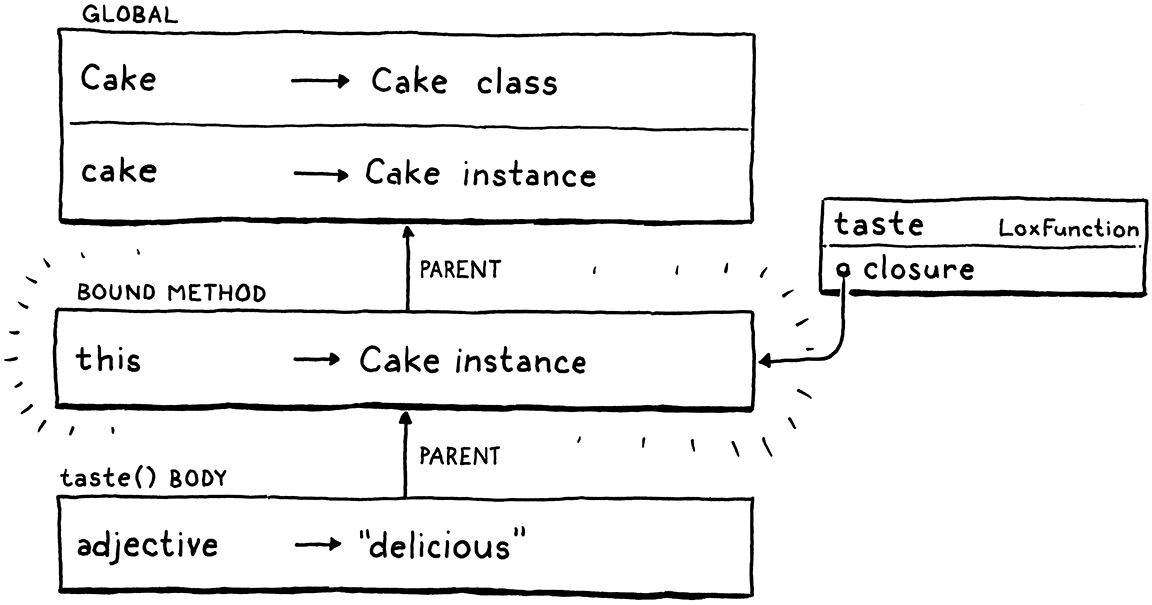 GLOBAL
Cake → Cake class
cake → Cake instance
taste LoxFunction
closure
PARENT
BOUND METHOD
this → Cake instance
PARENT
taste() BODY
adjective → "delicious"